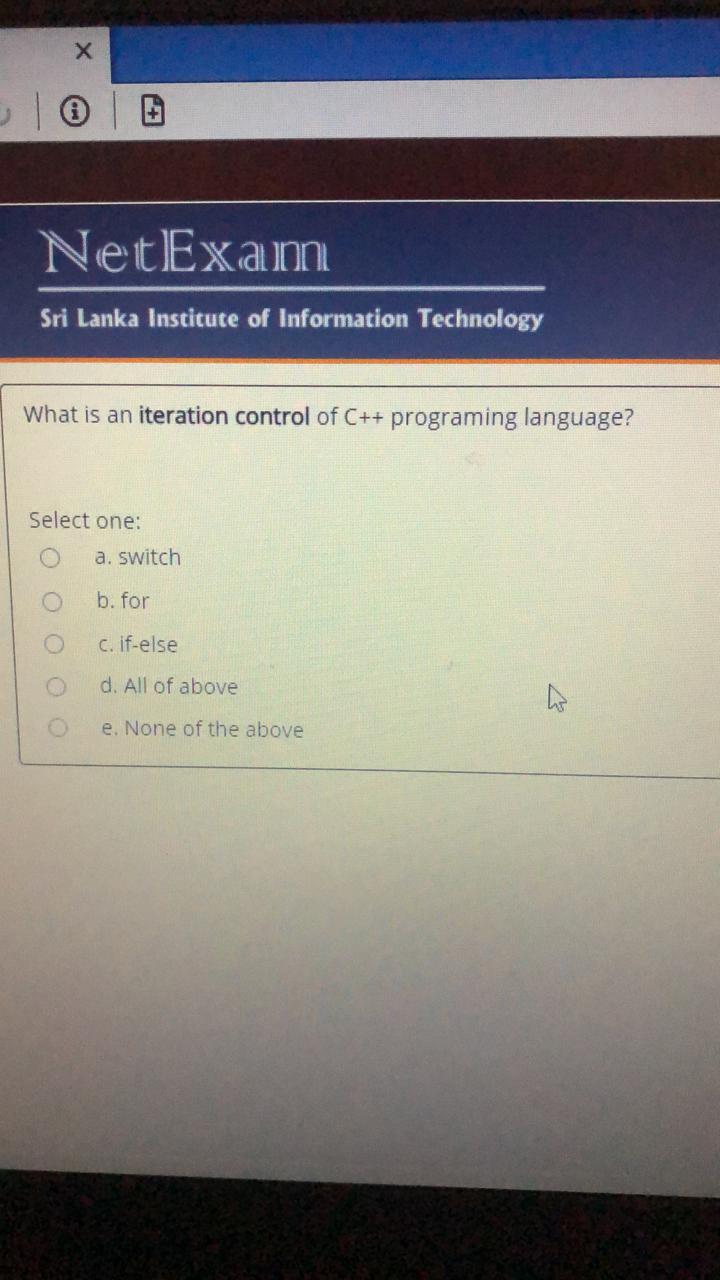 NetExam
Sri Lanka Institute of Information Technology
What is an iteration control of C++ programing language?
Select one:
a. switch
b. for
c. if-else
d. All of above
e. None of the above